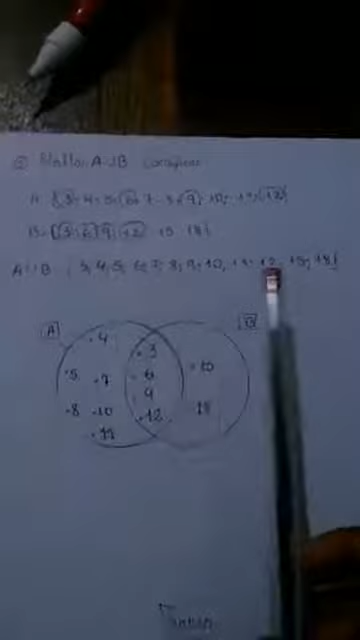 ② Hallar A∪B
A: {3; 4; 5; 6; 7; 8; 9; 10; 11; 12}
B: {3; 6; 9; 12; 15; 18}
A∪B {3; 4; 5; 6; 7; 8; 9; 10; 11; 12; 15; 18}
A
B
.4
.3
.5
.7
.6
9
.8
.10
.12
18
.11